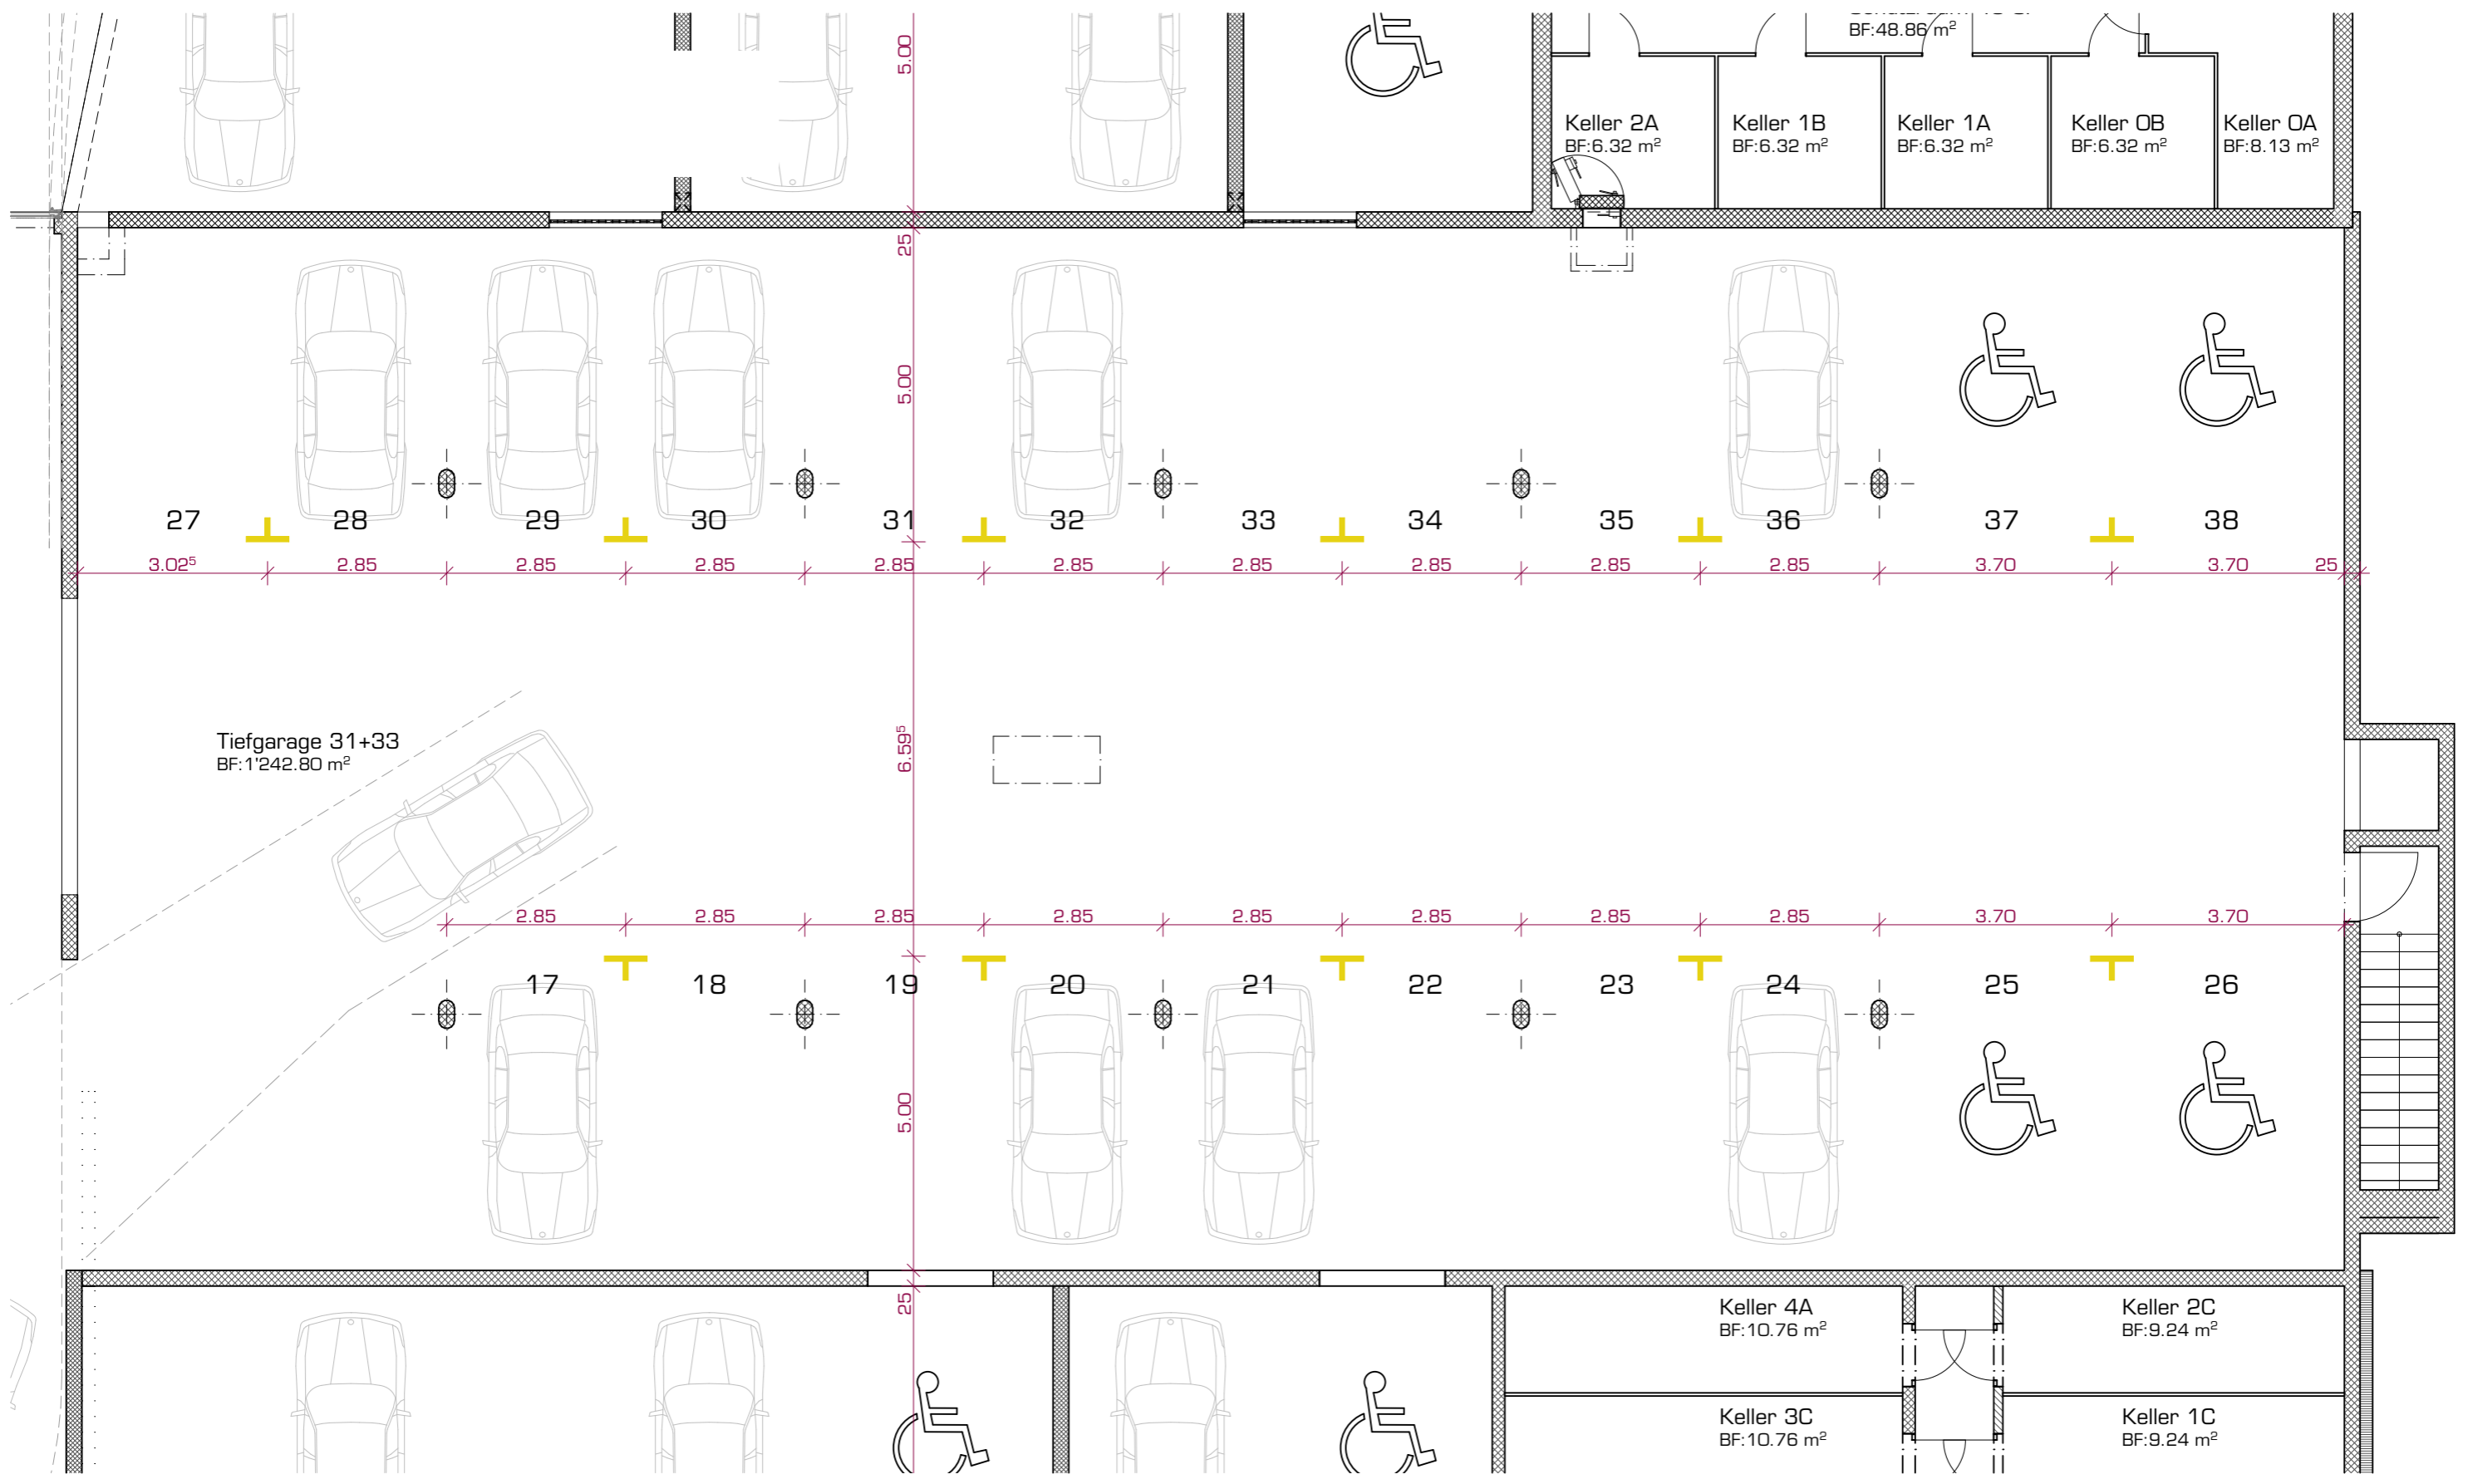 5.00
BF:48.86 m²
Keller 2A
BF:6.32 m²
Keller 1B
BF:6.32 m²
Keller 1A
BF:6.32 m²
Keller 0B
BF:6.32 m²
Keller 0A
BF:8.13 m²
25
5.00
27 28 29 30 31 32 33 34 35 36 37 38
3.02⁵ 2.85 2.85 2.85 2.85 2.85 2.85 2.85 2.85 2.85 3.70 3.70 25
Tiefgarage 31+33
BF:1'242.80 m²
6.59⁵
2.85 2.85 2.85 2.85 2.85 2.85 2.85 2.85 3.70 3.70
17 18 19 20 21 22 23 24 25 26
5.00
25
Keller 4A
BF:10.76 m²
Keller 2C
BF:9.24 m²
Keller 3C
BF:10.76 m²
Keller 1C
BF:9.24 m²